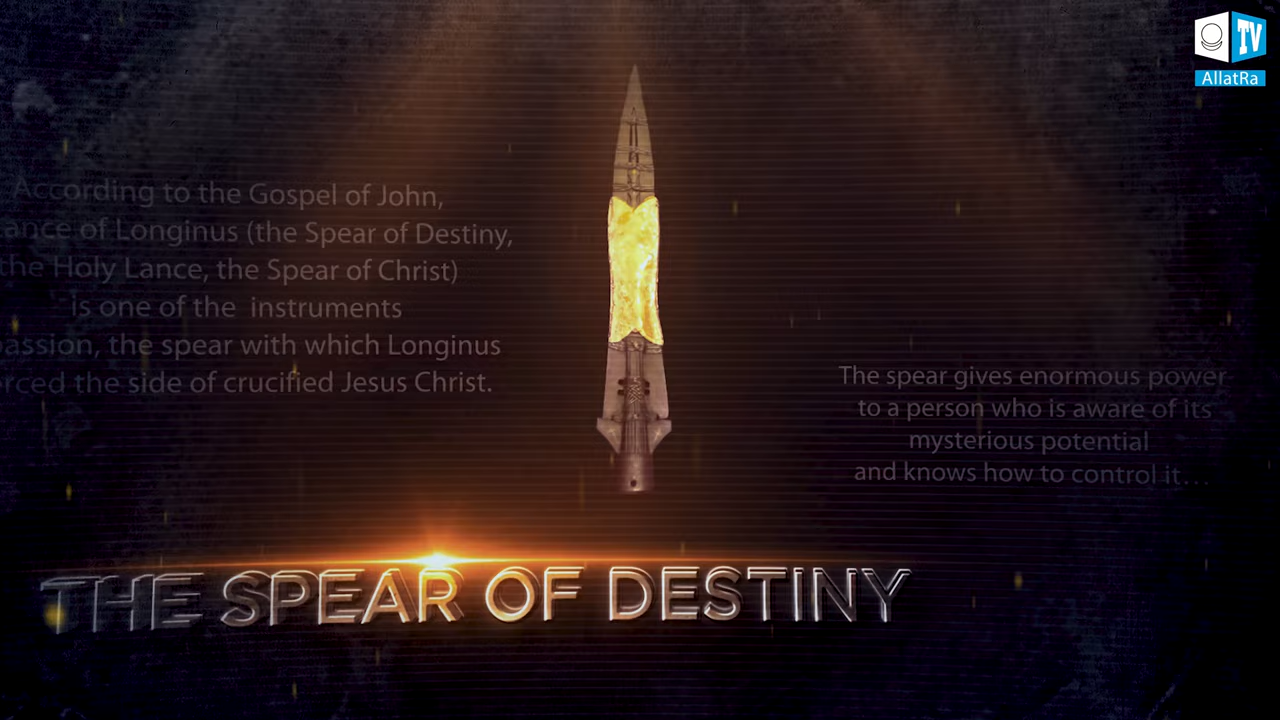 According to the Gospel of John,
ance of Longinus (the Spear of Destiny,
the Holy Lance, the Spear of Christ)
is one of the instruments
passion, the spear with which Longinus
rced the side of crucified Jesus Christ.
The spear gives enormous power
to a person who is aware of its
mysterious potential
and knows how to control it...
THE SPEAR OF DESTINY
TV
AllatRa